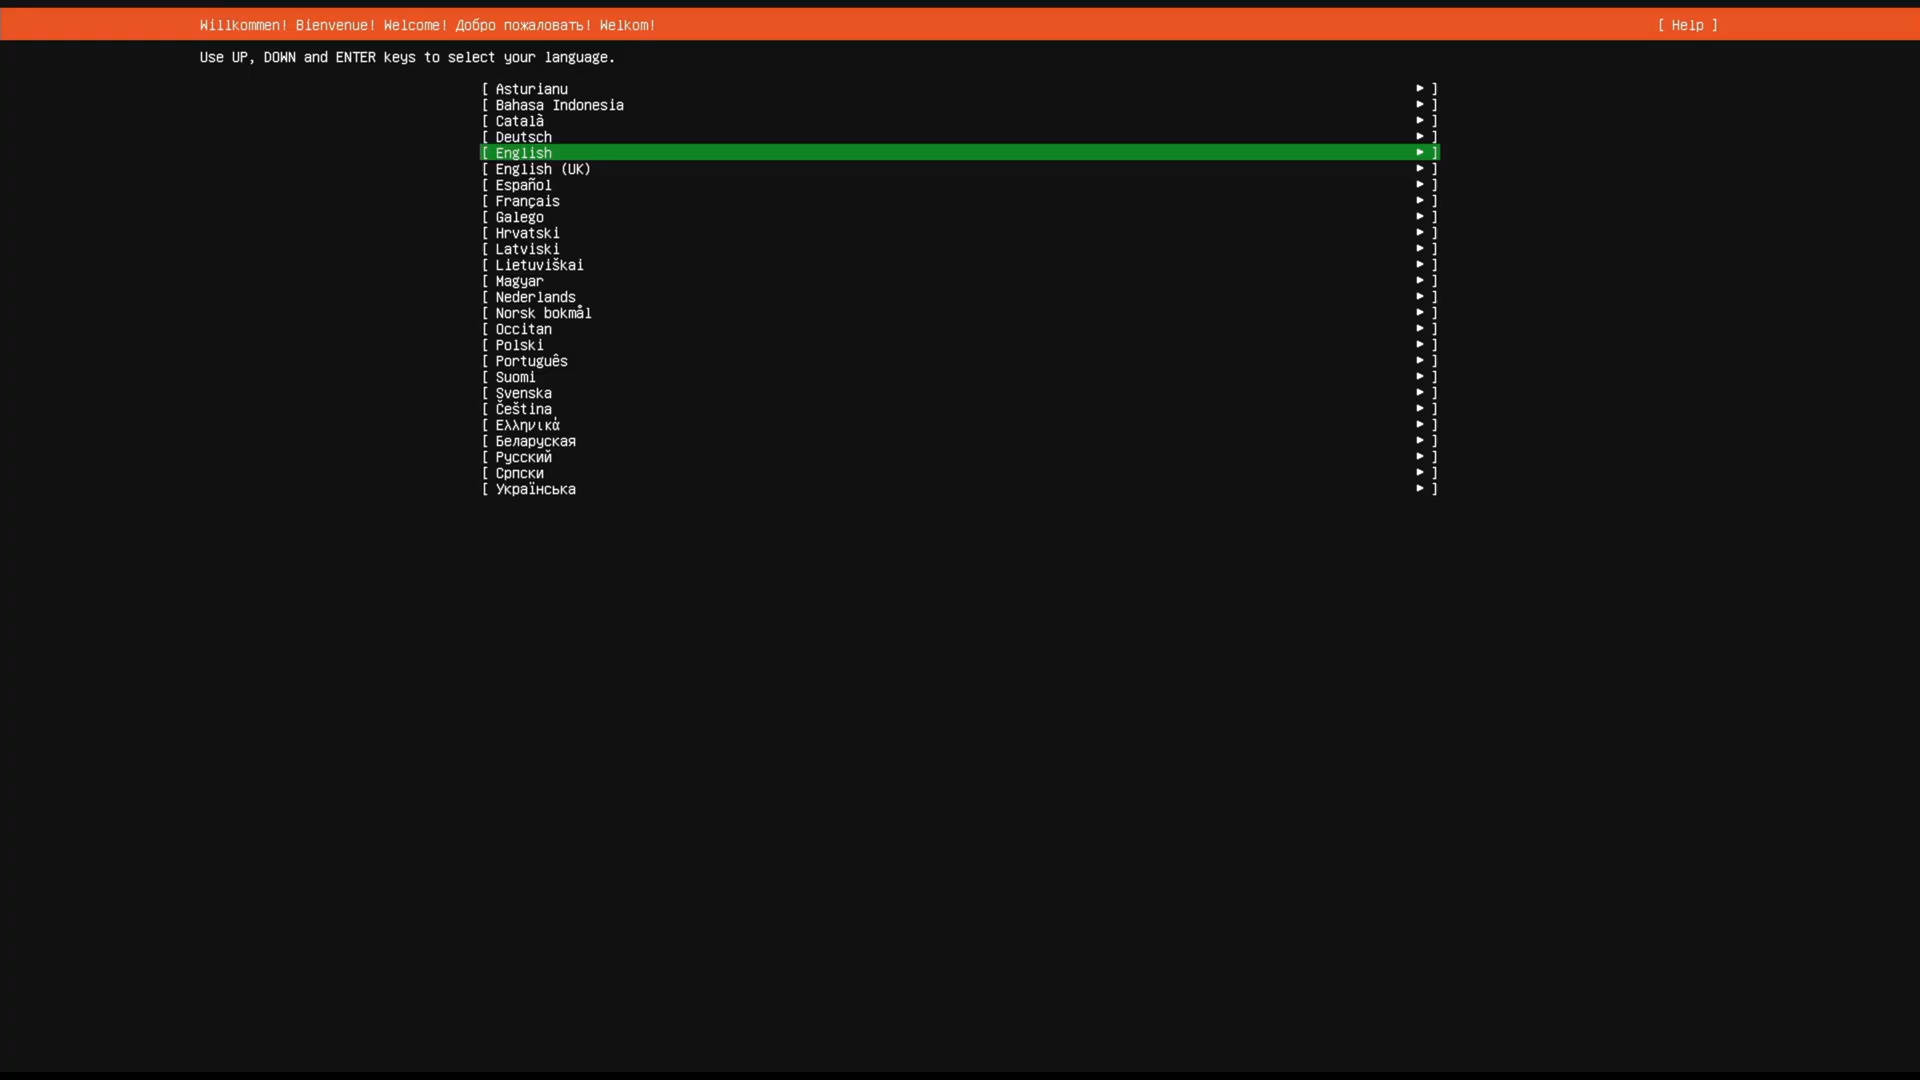 Willkommen! Bienvenue! Welcome! Добро пожаловать! Welkom! [ Help ]
Use UP, DOWN and ENTER keys to select your language.
[ Asturianu ► ]
[ Bahasa Indonesia ► ]
[ Català ► ]
[ Deutsch ► ]
[ English ► ]
[ English (UK) ► ]
[ Español ► ]
[ Français ► ]
[ Galego ► ]
[ Hrvatski ► ]
[ Latviski ► ]
[ Lietuviškai ► ]
[ Magyar ► ]
[ Nederlands ► ]
[ Norsk bokmål ► ]
[ Occitan ► ]
[ Polski ► ]
[ Português ► ]
[ Suomi ► ]
[ Svenska ► ]
[ Čeština ► ]
[ Ελληνικά ► ]
[ Беларуская ► ]
[ Русский ► ]
[ Српски ► ]
[ Українська ► ]